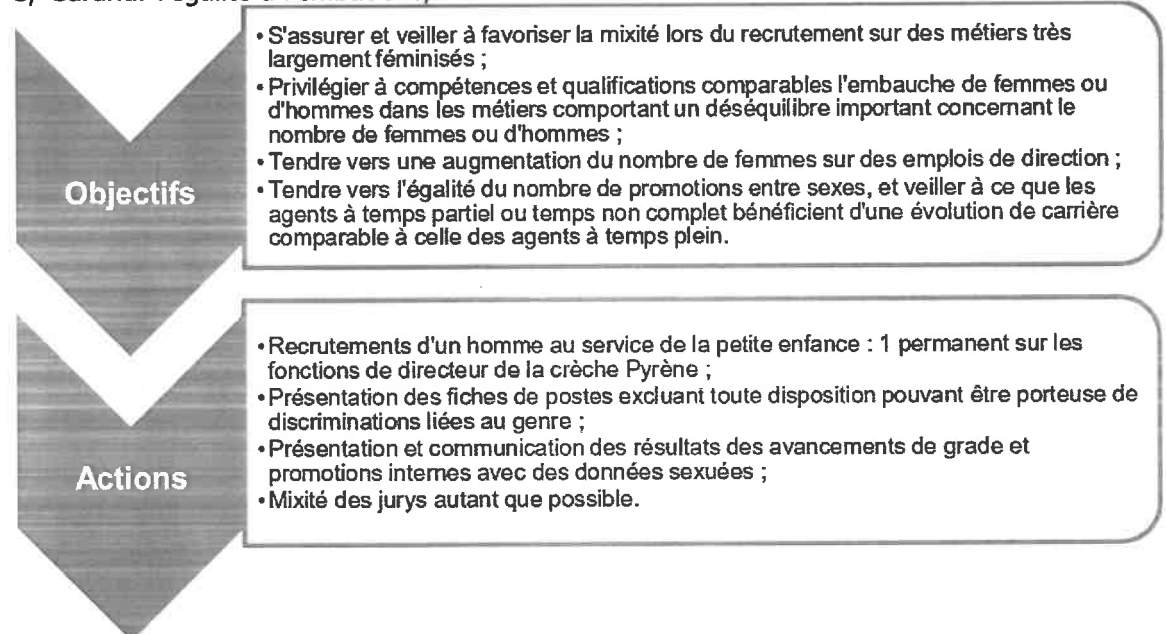 • S'assurer et veiller à favoriser la mixité lors du recrutement sur des métiers très
largement féminisés ;
• Privilégier à compétences et qualifications comparables l'embauche de femmes ou
d'hommes dans les métiers comportant un déséquilibre important concernant le
nombre de femmes ou d'hommes ;
• Tendre vers une augmentation du nombre de femmes sur des emplois de direction ;
Objectifs
• Tendre vers l'égalité du nombre de promotions entre sexes, et veiller à ce que les
agents à temps partiel ou temps non complet bénéficient d'une évolution de carrière
comparable à celle des agents à temps plein.
• Recrutements d'un homme au service de la petite enfance : 1 permanent sur les
fonctions de directeur de la crèche Pyrène ;
• Présentation des fiches de postes excluant toute disposition pouvant être porteuse de
discriminations liées au genre ;
Actions
• Présentation et communication des résultats des avancements de grade et
promotions internes avec des données sexuées ;
• Mixité des jurys autant que possible.